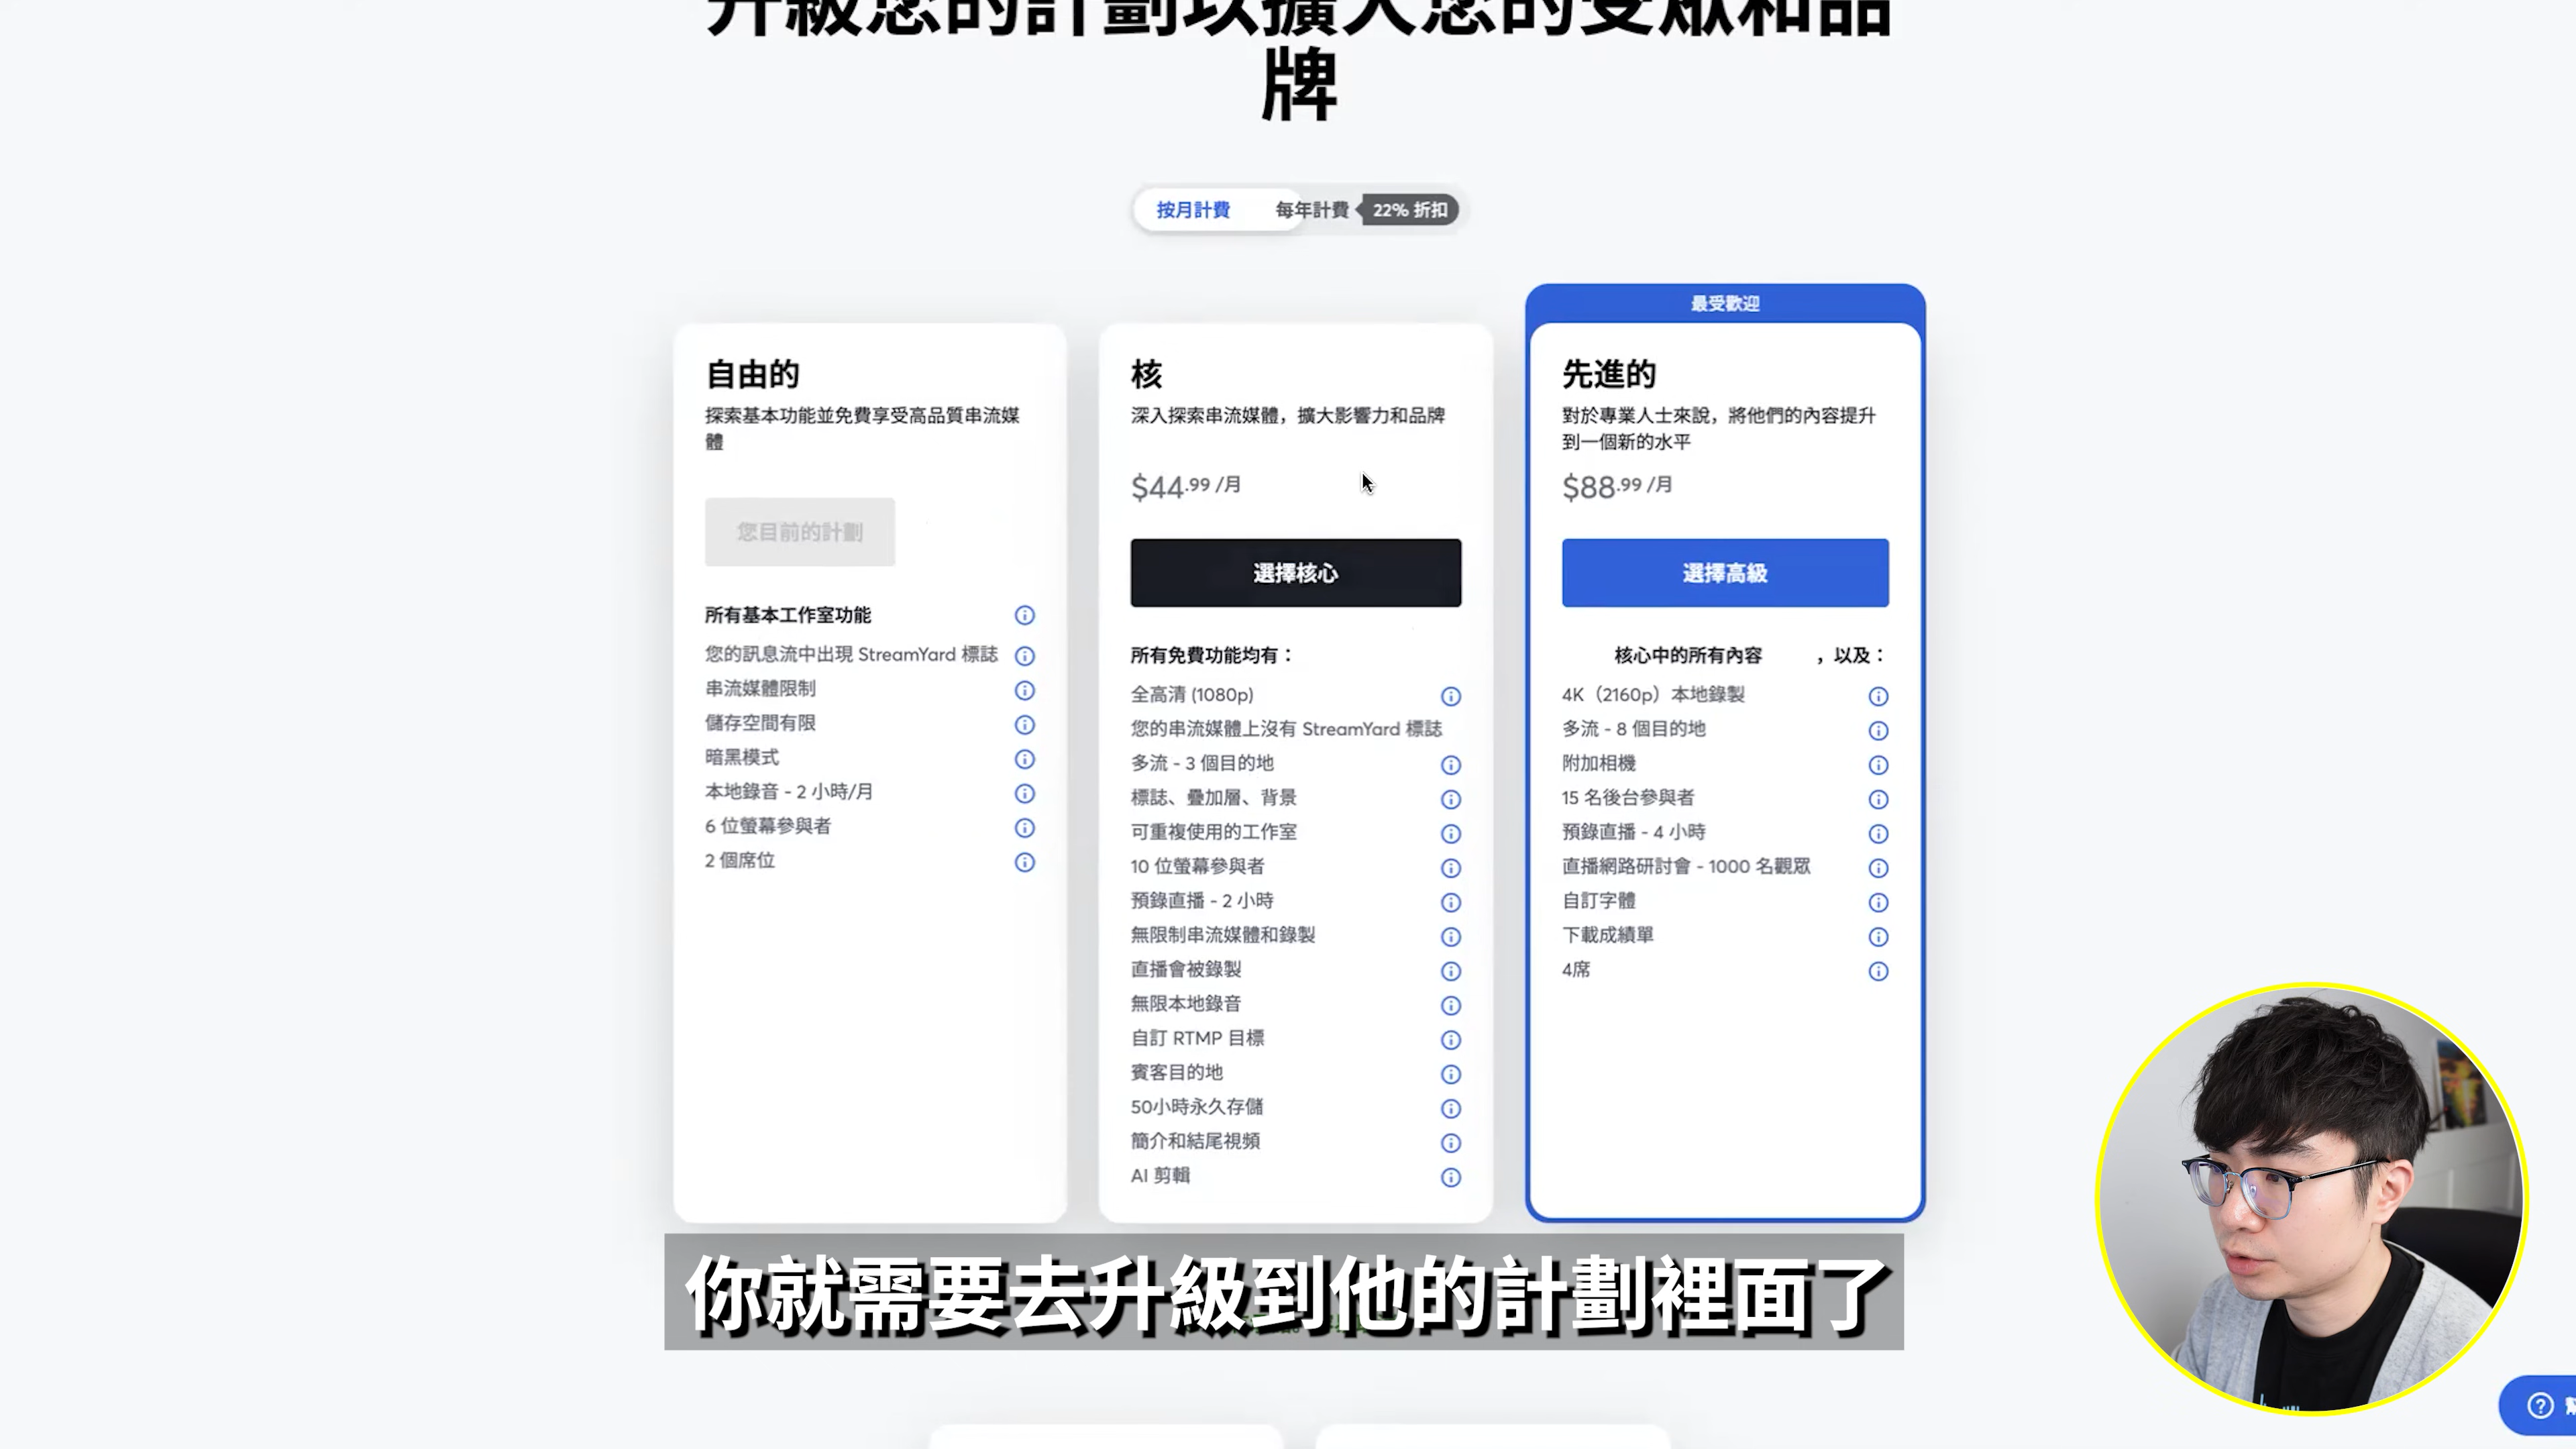 升級您的計劃以擴大您的受眾和品
牌
按月計費
每年計費
22% 折扣
最受歡迎
自由的
探索基本功能並免費享受高品質串流媒
體
您目前的計劃
所有基本工作室功能
您的訊息流中出現 StreamYard 標誌
串流媒體限制
儲存空間有限
暗黑模式
本地錄音 - 2 小時/月
6 位螢幕參與者
2 個席位
核
深入探索串流媒體，擴大影響力和品牌
$44.99 /月
選擇核心
所有免費功能均有：
全高清 (1080p)
您的串流媒體上沒有 StreamYard 標誌
多流 - 3 個目的地
標誌、疊加層、背景
可重複使用的工作室
10 位螢幕參與者
預錄直播 - 2 小時
無限制串流媒體和錄製
直播會被錄製
無限本地錄音
自訂 RTMP 目標
賓客目的地
50小時永久存儲
簡介和結尾視頻
AI 剪輯
先進的
對於專業人士來說，將他們的內容提升
到一個新的水平
$88.99 /月
選擇高級
核心中的所有內容 ，以及：
4K（2160p）本地錄製
多流 - 8 個目的地
附加相機
15 名後台參與者
預錄直播 - 4 小時
直播網路研討會 - 1000 名觀眾
自訂字體
下載成績單
4席
你就需要去升級到他的計劃裡面了